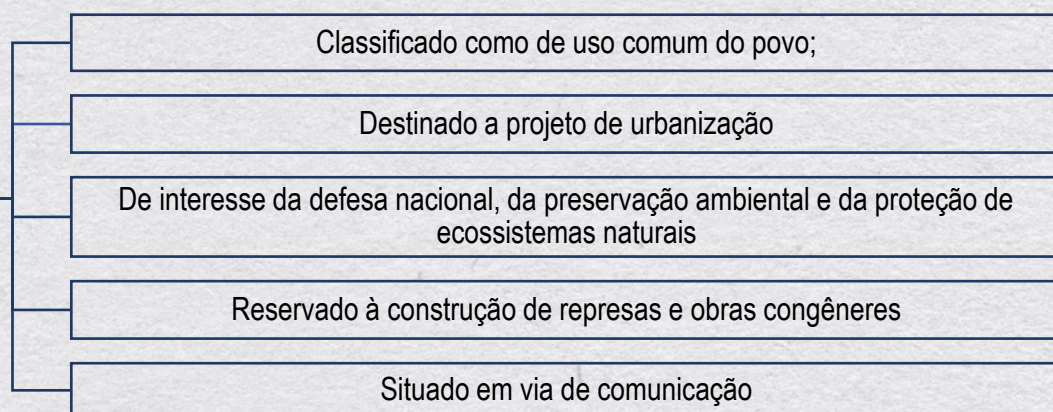 Classificado como de uso comum do povo;
Destinado a projeto de urbanização
De interesse da defesa nacional, da preservação ambiental e da proteção de
ecossistemas naturais
Reservado à construção de represas e obras congêneres
Situado em via de comunicação